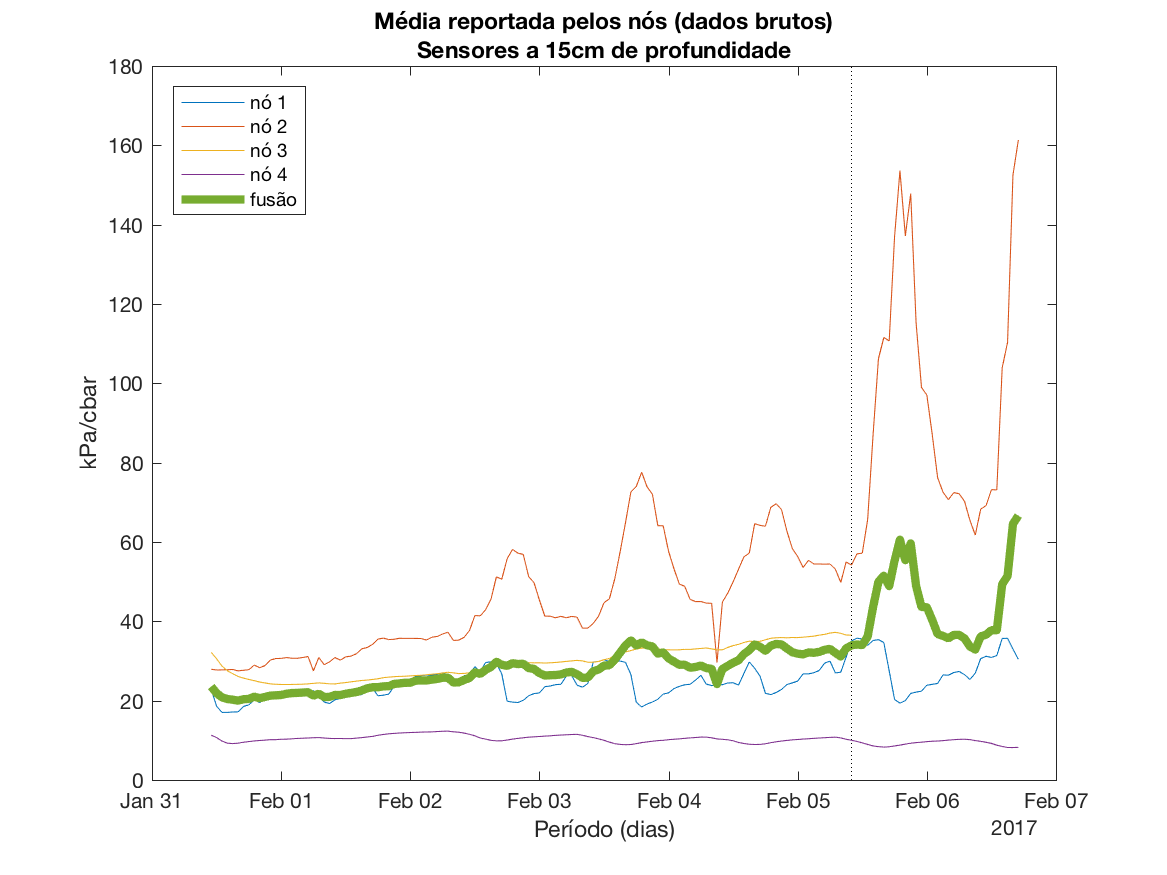 Média reportada pelos nós (dados brutos)
Sensores a 15cm de profundidade
kPa/cbar
180
160
140
120
100
80
60
40
20
0
nó 1
nó 2
nó 3
nó 4
fusão
Jan 31
Feb 01
Feb 02
Feb 03
Feb 04
Feb 05
Feb 06
Feb 07
Período (dias)
2017